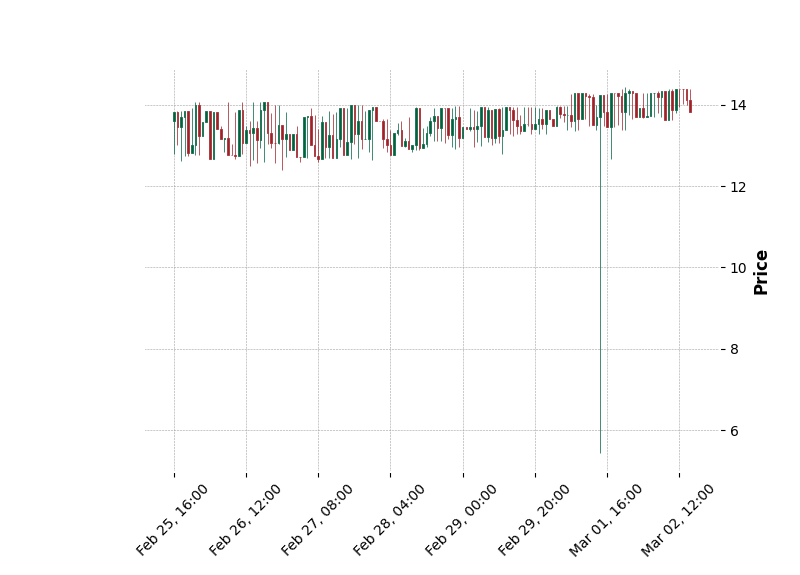 14
12
10
8
6
Price
Feb 25, 16:00
Feb 26, 12:00
Feb 27, 08:00
Feb 28, 04:00
Feb 29, 00:00
Feb 29, 20:00
Mar 01, 16:00
Mar 02, 12:00